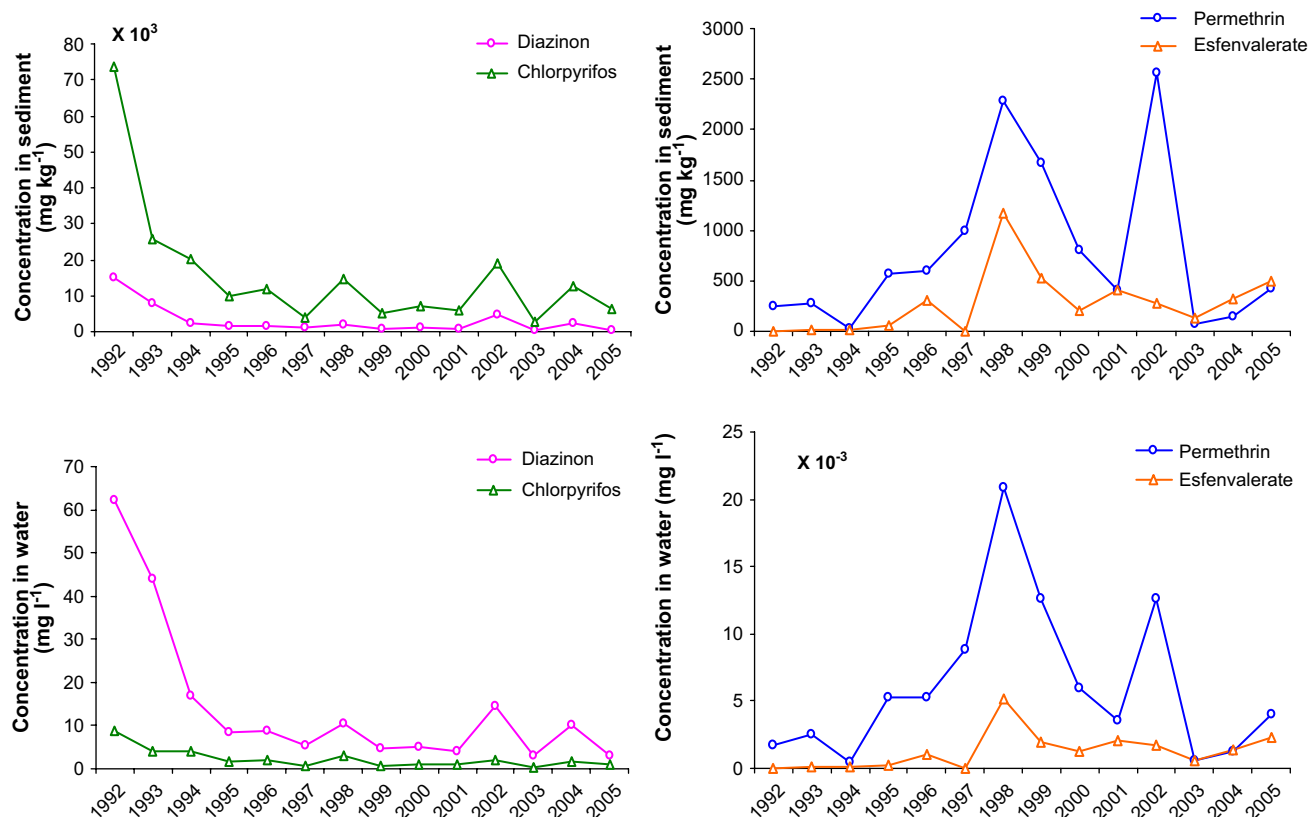 X 10³
Diazinon
Chlorpyrifos
Concentration in sediment
(mg kg⁻¹)
80
70
60
50
40
30
20
10
0
1992 1993 1994 1995 1996 1997 1998 1999 2000 2001 2002 2003 2004 2005
Permethrin
Esfenvalerate
Concentration in sediment
(mg kg⁻¹)
3000
2500
2000
1500
1000
500
0
1992 1993 1994 1995 1996 1997 1998 1999 2000 2001 2002 2003 2004 2005
Diazinon
Chlorpyrifos
Concentration in water
(mg l⁻¹)
70
60
50
40
30
20
10
0
1992 1993 1994 1995 1996 1997 1998 1999 2000 2001 2002 2003 2004 2005
X 10⁻³
Permethrin
Esfenvalerate
Concentration in water (mg l⁻¹)
25
20
15
10
5
0
1992 1993 1994 1995 1996 1997 1998 1999 2000 2001 2002 2003 2004 2005